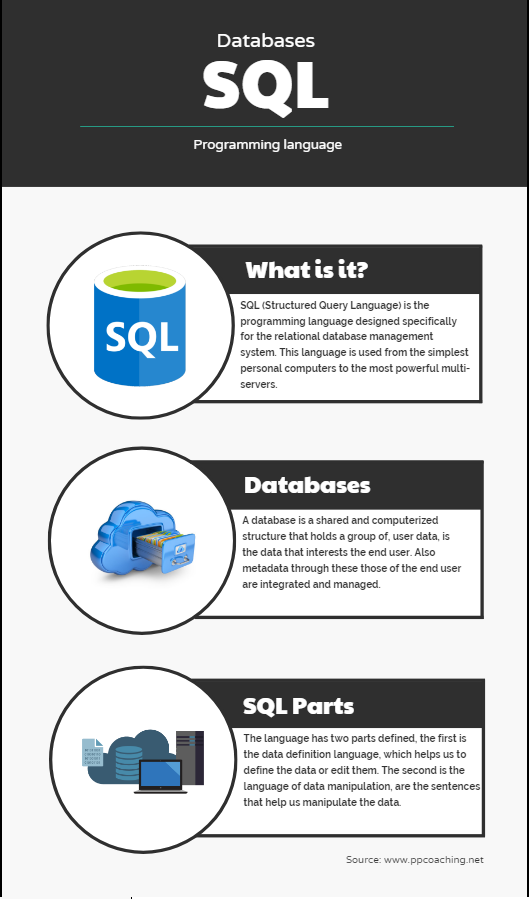 Databases
SQL
Programming language
What is it?
SQL
SQL (Structured Query Language) is the
programming language designed specifically
for the relational database management
system. This language is used from the simplest
personal computers to the most powerful multi-
servers.
Databases
A database is a shared and computerized
structure that holds a group of, user data, is
the data that interests the end user. Also
metadata through these those of the end user
are integrated and managed.
SQL Parts
The language has two parts defined, the first is
the data definition language, which helps us to
define the data or edit them. The second is the
language of data manipulation, are the sentences
that help us manipulate the data.
Source: www.ppcoaching.net